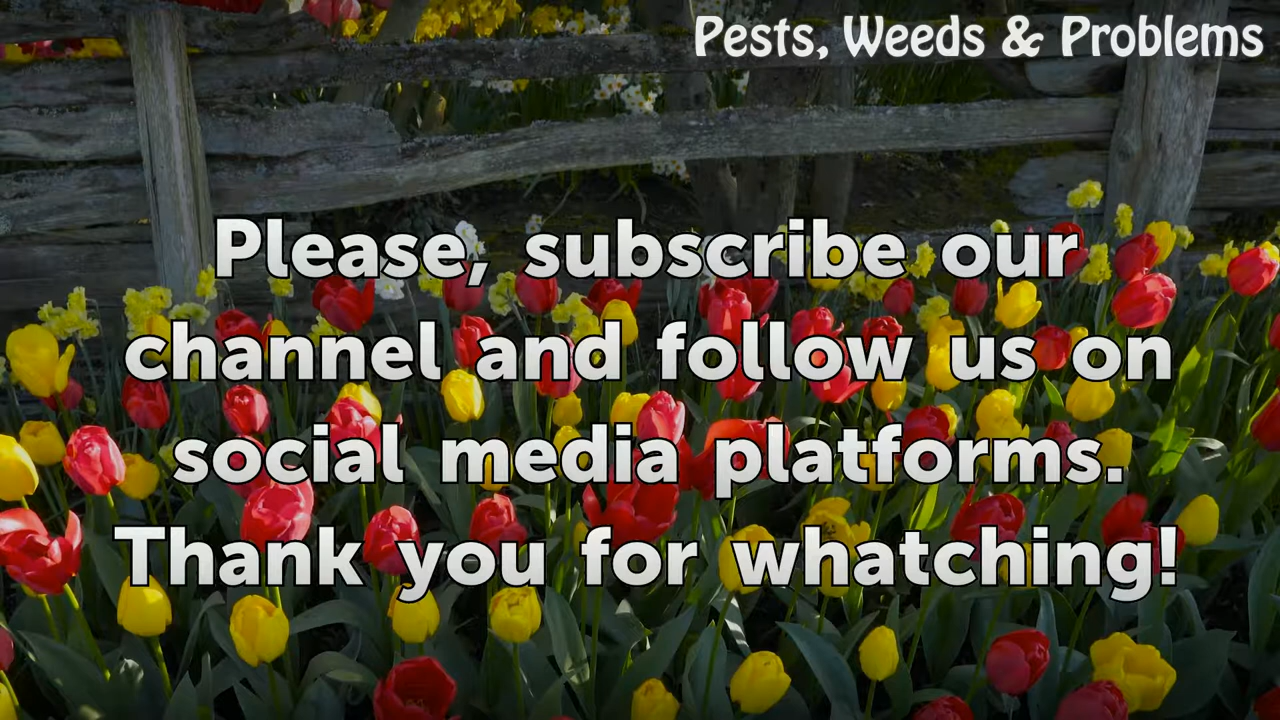 Pests, Weeds & Problems
Please, subscribe our
channel and follow us on
social media platforms.
Thank you for whatching!